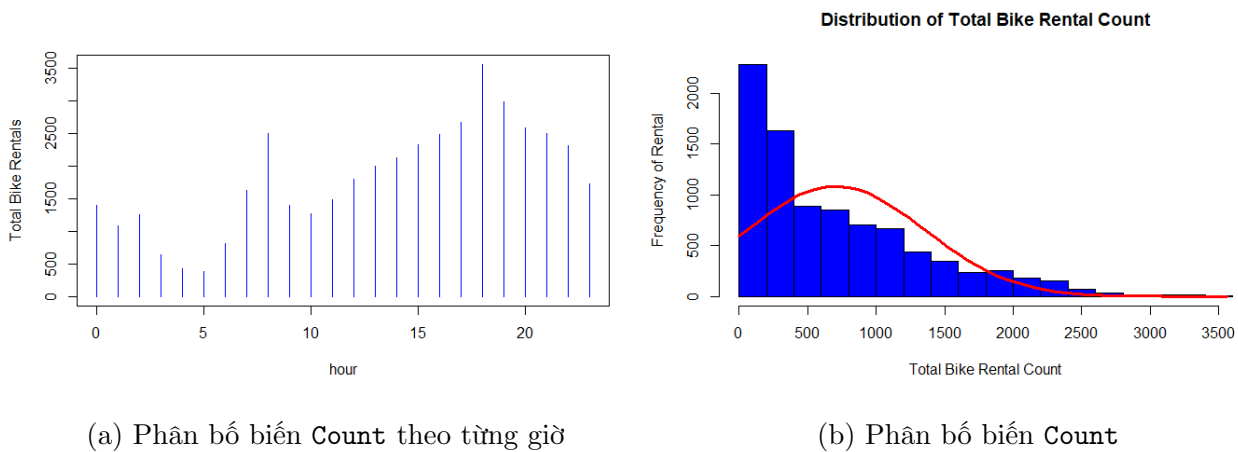 Total Bike Rentals
3500
2500
1500
500
0
0 5 10 15 20
hour
(a) Phân bố biến Count theo từng giờ
Distribution of Total Bike Rental Count
Frequency of Rental
2000
1500
1000
500
0
0 500 1000 1500 2000 2500 3000 3500
Total Bike Rental Count
(b) Phân bố biến Count